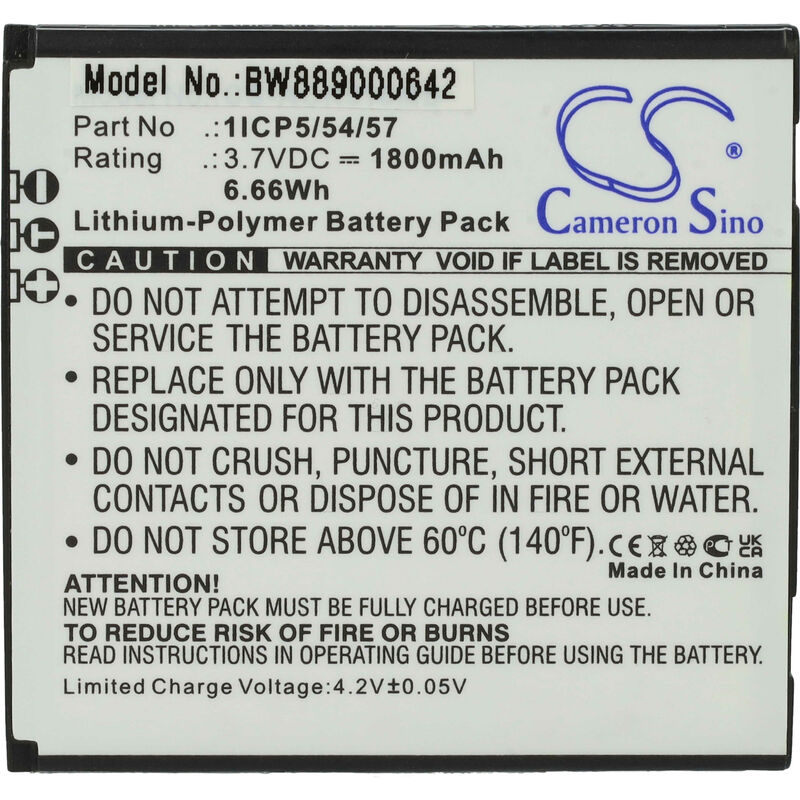 Model No.:BW889000642
Part No .:1ICP5/54/57
Rating .:3.7VDC ⎓ 1800mAh
6.66Wh
Lithium-Polymer Battery Pack
CS®
Cameron Sino
CAUTION WARRANTY VOID IF LABEL IS REMOVED
• DO NOT ATTEMPT TO DISASSEMBLE, OPEN OR
SERVICE THE BATTERY PACK.
• REPLACE ONLY WITH THE BATTERY PACK
DESIGNATED FOR THIS PRODUCT.
• DO NOT CRUSH, PUNCTURE, SHORT EXTERNAL
CONTACTS OR DISPOSE OF IN FIRE OR WATER.
• DO NOT STORE ABOVE 60°C (140°F).
CE UK CA
Made In China
ATTENTION!
NEW BATTERY PACK MUST BE FULLY CHARGED BEFORE USE.
TO REDUCE RISK OF FIRE OR BURNS
READ INSTRUCTIONS IN OPERATING GUIDE BEFORE USING THE BATTERY.
Limited Charge Voltage:4.2V±0.05V